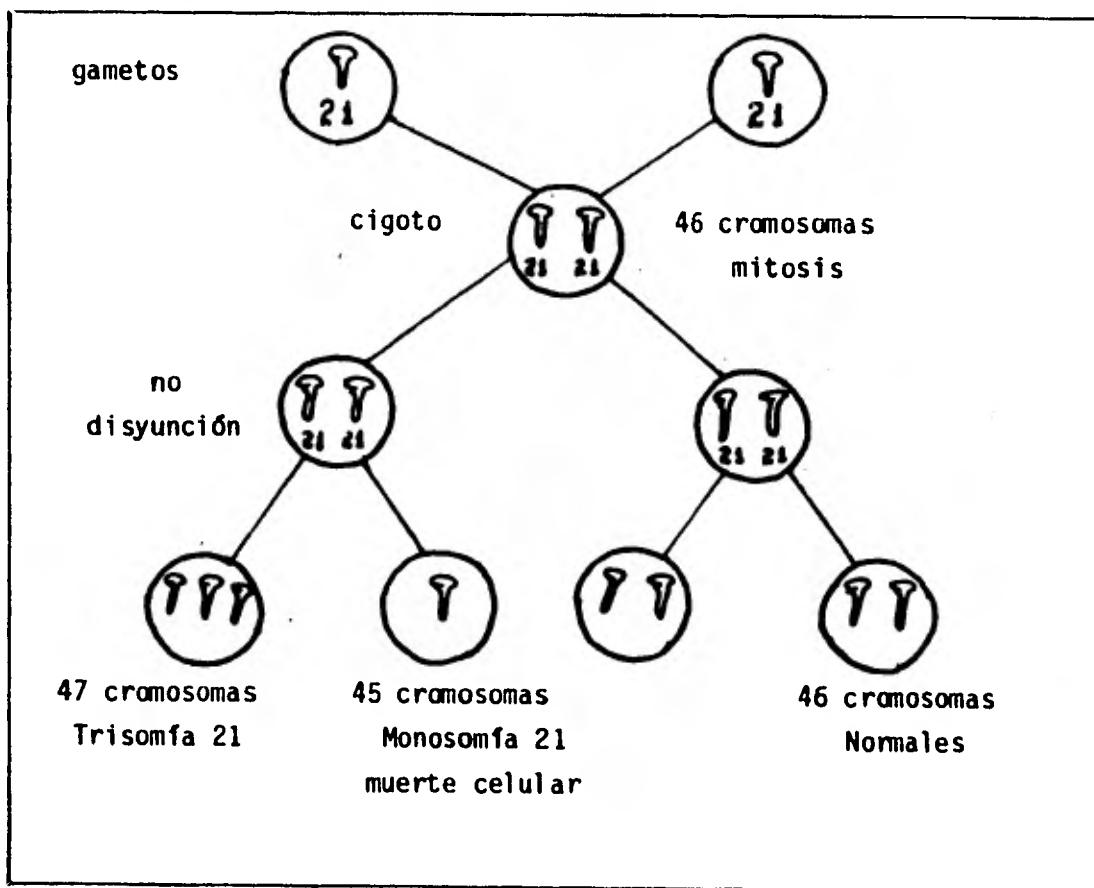 gametos
21
21
cigoto
46 cromosomas
mitosis
21 21
no
disyunción
21 21
21 21
47 cromosomas
Trisomía 21
45 cromosomas
Monosomía 21
muerte celular
46 cromosomas
Normales